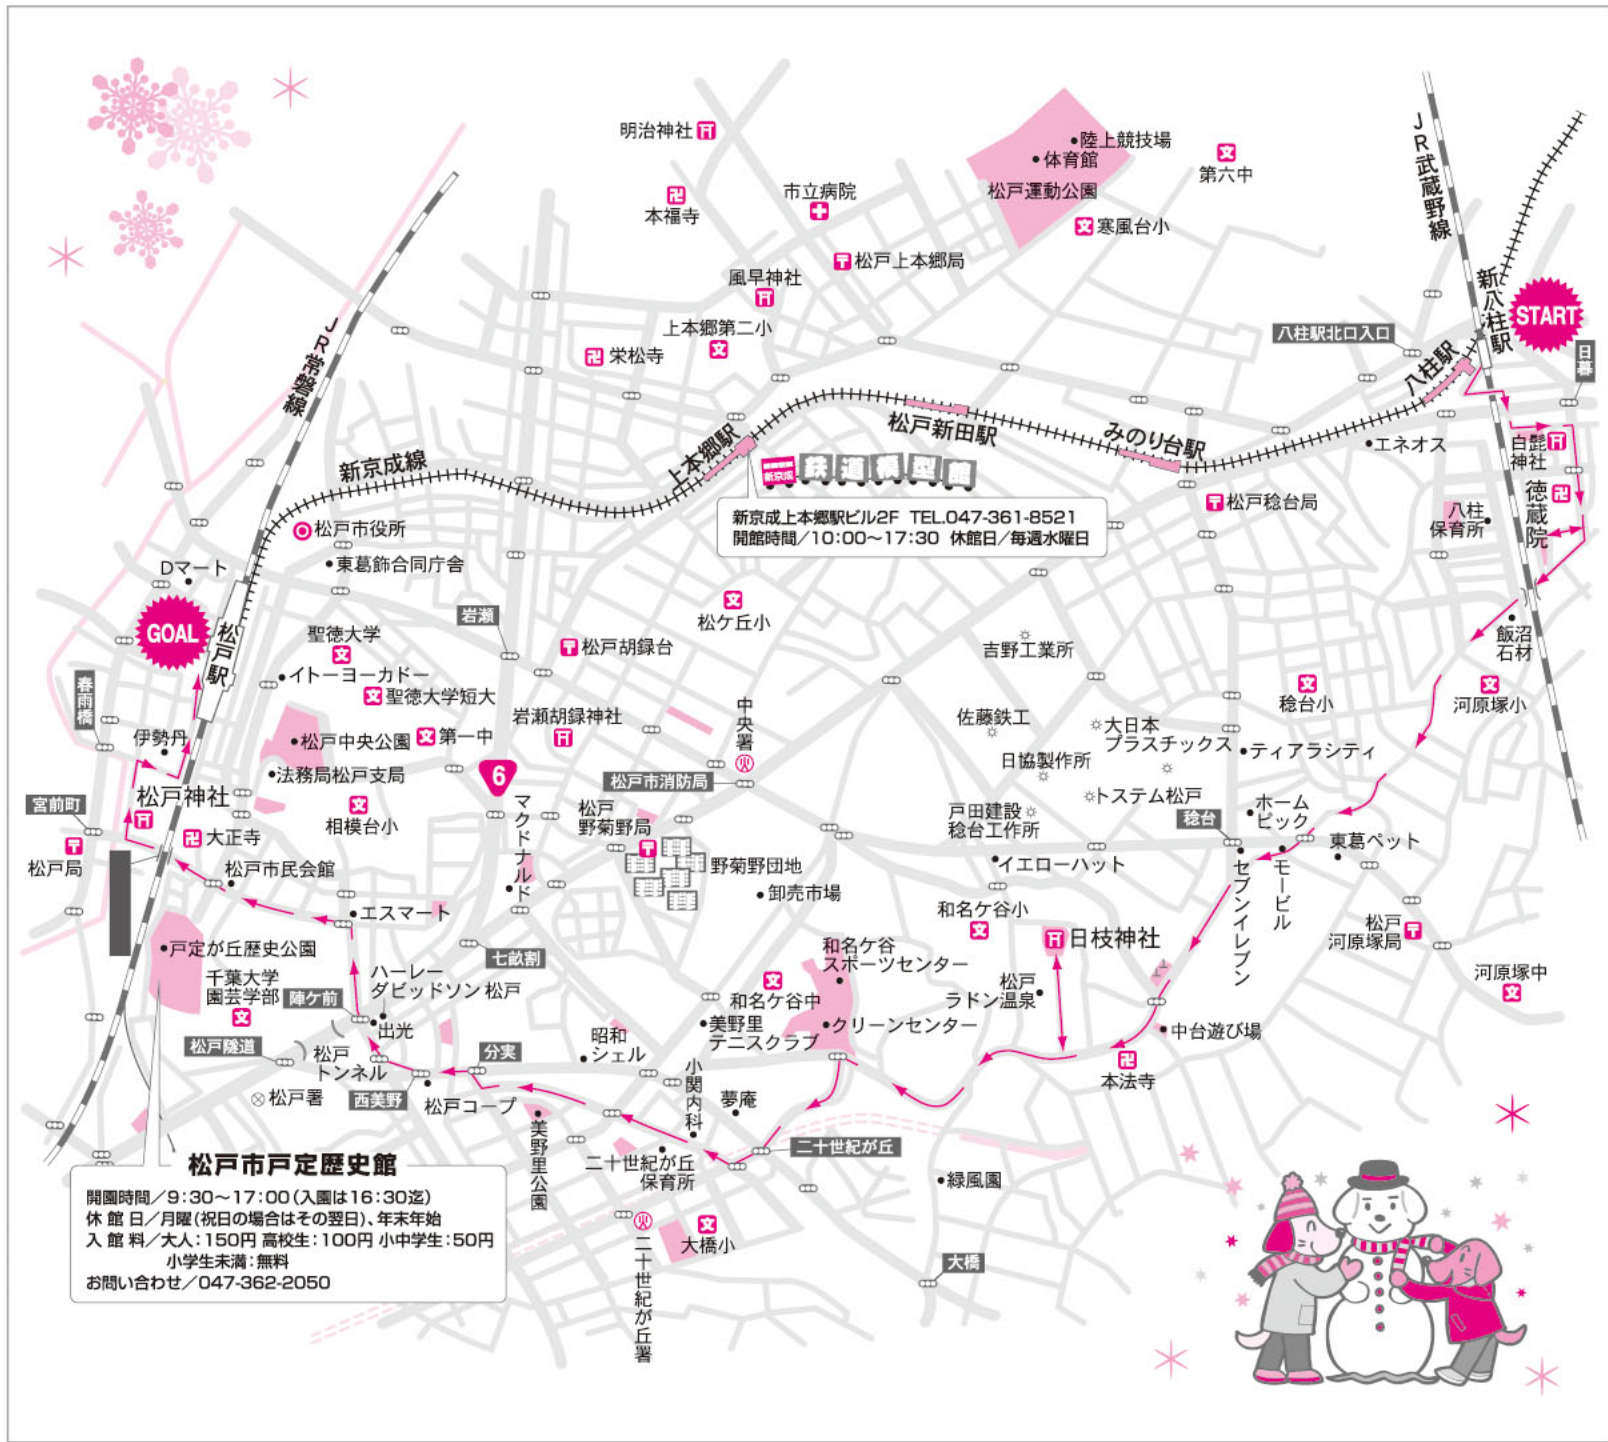 明治神社
本福寺
市立病院
陸上競技場
体育館
松戸運動公園
第六中
寒風台小
松戸上本郷局
風早神社
上本郷第二小
栄松寺
JR武蔵野線
新八柱駅
START
八柱駅北口入口
八柱駅
日暮
JR常磐線
新京成線
上本郷駅
松戸新田駅
みのり台駅
エネオス
白髭
神社
徳蔵院
八柱
保育所
松戸稔台局
新京成
鉄道模型館
新京成上本郷駅ビル2F TEL.047-361-8521
開館時間/10:00〜17:30 休館日/毎週水曜日
松戸市役所
東葛飾合同庁舎
Dマート
GOAL
松戸駅
聖徳大学
イトーヨーカドー
聖徳大学短大
岩瀬
松戸胡録台
松ケ丘小
吉野工業所
飯沼
石材
河原塚小
稔台小
春雨橋
伊勢丹
松戸中央公園
第一中
岩瀬胡録神社
中央署
佐藤鉄工
大日本
プラスチックス
ティアラシティ
日協製作所
法務局松戸支局
6
松戸市消防局
トステム松戸
宮前町
松戸神社
相模台小
マクドナルド
松戸
野菊野局
戸田建設
稔台工作所
稔台
ホーム
ピック
松戸局
大正寺
松戸市民会館
野菊野団地
イエローハット
東葛ペット
モービル
セブンイレブン
卸売市場
エスマート
和名ケ谷小
日枝神社
松戸
河原塚局
戸定が丘歴史公園
七畝割
和名ケ谷
スポーツセンター
千葉大学
園芸学部
陣ケ前
ハーレー
ダビッドソン松戸
和名ケ谷中
松戸
ラドン温泉
河原塚中
出光
美野里
テニスクラブ
クリーンセンター
中台遊び場
松戸隧道
松戸
トンネル
分実
昭和
シェル
小関内科
本法寺
松戸署
西美野
松戸コープ
夢庵
美野里公園
二十世紀が丘
二十世紀が丘
保育所
緑風園
大橋小
二十世紀が丘署
大橋
松戸市戸定歴史館
開園時間/9:30〜17:00(入園は16:30迄)
休館日/月曜(祝日の場合はその翌日)、年末年始
入館料/大人:150円 高校生:100円 小中学生:50円
小学生未満:無料
お問い合わせ/047-362-2050